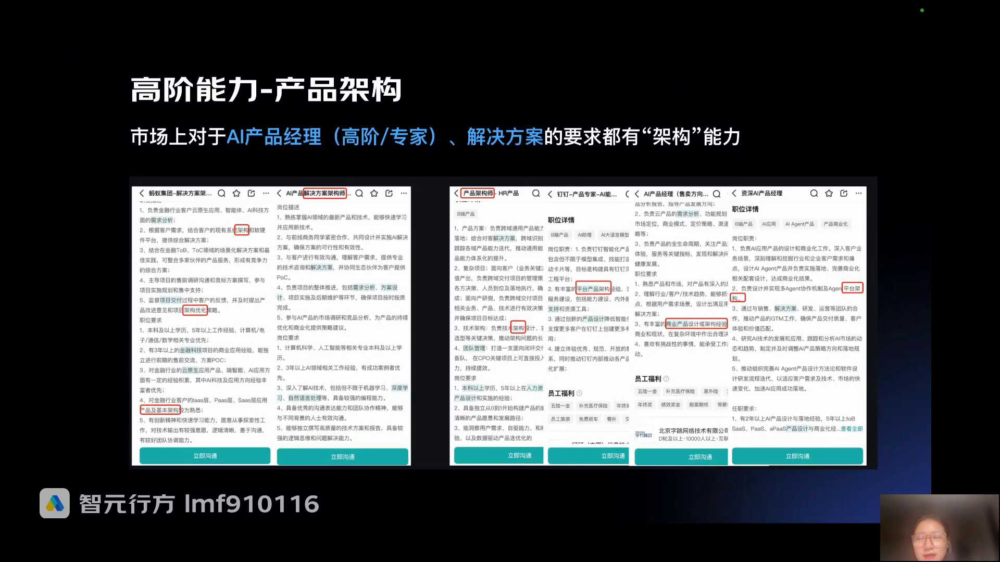 高阶能力-产品架构
市场上对于AI产品经理（高阶/专家）、解决方案的要求都有“架构”能力
蚂蚁集团-解决方案架...
1、负责金融行业客户云原生应用、智能体、AI科技方
面的需求分析；
2、根据客户需求，结合客户的现有系统架构和软硬
件平台，提供综合解决方案；
3、结合在金融ToB、ToC领域的场景化解决方案和最
佳实践，可整合多家伙伴的产品服务，形成有竞争力
的综合方案；
4、主导项目的售前调研沟通和竞标方案撰写，参与
项目实施规划和售中支持；
5、监督项目交付过程中客户的反馈，并及时提出产
品改进意见和项目架构优化策略。
职位要求
1、本科及以上学历，5年以上工作经验，计算机/电
子/通信/数学相关专业优先；
2、有3年以上的金融科技项目的商业应用经验，能独
立进行前期的售前交流、方案POC；
3、对金融行业的云原生应用产品、端智能、AI应用方
面有一定的经验积累，其中AI科技及应用方向经验丰
富者优先；
4、对金融行业客户的Iaas层、Paas层、Saas层应用
产品及基本架构较为熟悉；
5、有创新精神和快速学习能力，愿意从事探索性工
作，对技术输出有较强意愿，逻辑清晰，善于沟通，
有较好团队协调能力。
立即沟通
AI产品解决方案架构师...
岗位描述
1、熟练掌握AI领域的最新产品和技术，能够快速学习
并应用新技术。
2、与前线商务同学紧密合作，共同设计并实施AI解决
方案，确保方案的可行性和有效性。
3、与客户进行有效沟通，理解客户需求，提供专业
的技术咨询和解决方案，并协同生态伙伴为客户提供
PoC。
4、负责项目的整体推进，包括需求分析、方案设
计、项目实施及后期维护等环节，确保项目按时按质
完成。
5、参与AI产品的市场调研和竞品分析，为产品的持续
优化和商业化提供策略建议。
岗位要求
1、计算机科学、人工智能等相关专业本科及以上学
历。
2、3年以上AI领域相关工作经验，有成功案例者优
先。
3、深入了解AI技术，包括但不限于机器学习、深度学
习、自然语言处理等，具备较强的编程能力。
4、具备优秀的沟通表达能力和团队协作精神，能够
与不同背景的人士有效沟通。
5、能够独立撰写高质量的技术方案和报告，具备较
强的逻辑思维和问题解决能力。
立即沟通
产品架构师- HR产品
B端产品
1、产品方案：负责跨域通用产品能力
落地；结合对客解决方案，跨域识别
跟踪各域产品能力迭代，推动通用能
品能力体系化的提升。
2、复杂项目：面向客户（业务关键决
值产出，负责跨域交付项目的管理策
各方决策、人员到位及落地执行，确
成；面向产研侧，负责跨域交付项目
相关业务、产品、技术进行有效决策
并确保项目目标达成；
3、技术架构：负责技术架构设计、
选型等关键决策，推动架构问题的长
4、团队管理：打造一支面向闭环交付
备队，在CPO关键项目上可直接投入
力，持续提效。
岗位要求
1、本科以上学历，5年以上在人力资
产品设计和实施的经验；
2、具备独立从0到1开始构建产品的能
清晰的产品愿景和发展路径；
3、能洞察用户需求、自驱能力，和
验，以及数据驱动产品迭优化的
立即沟通
钉钉-产品专家-AI能...
职位详情
B端产品 AI助理 AI大语言模型
岗位职责：1. 负责钉钉智能化产品
包含但不限于模型集成、技能打造
动卡片等，目标是构建具有钉钉
工程平台；
2. 有丰富的平台产品架构经验，
服务建设，包括能力建设、内外部
支持和资源工具；
3. 通过创新的产品设计降低智能化
支撑更多客户在钉钉上创建更多有
用；
4. 建立体验优秀、规范、开放的
系，同时推动钉钉内部推动各产品
化扩展；
员工福利
五险一金 补充医疗保险 年终奖
员工旅游 免费班车 餐补
立即沟通
AI产品经理（售卖方向...
品分析报告，指导产品发展方向；
2、负责云产品的需求分析、功能规划
市场定位，商业模式、定价策略、渠道
略等；
3、负责产品的全生命周期，关注产品
体验，服务等关键指标，发现和解决问
健康发展。
职位要求
1、熟悉产品和市场，对产品有深入的
2、理解行业/客户/技术趋势，能够抓
点，根据用户需求场景，设计出满足用
解决方案；
3、有丰富的商业产品设计或架构经验
商业和现状，在复杂环境中作出合理决
4、喜欢有挑战性的事情，能承受工作
动。
员工福利
五险一金 补充医疗保险 意外险
年终奖 绩效奖金 股票期权 带薪
字节跳动
北京字跳网络技术有限公司
D轮及以上·10000人以上·互联
立即沟通
资深AI产品经理
职位详情
B端产品 AI应用 AI Agent产品 产品商业化
岗位职责：
1、负责AI应用产品的设计和商业化工作。深入客户业
务场景，深刻理解和挖掘行业和企业客户需求和痛
点，设计AI Agent产品并负责实施落地、完善商业化
相关配套设计，达成商业化结果。
2、负责设计并实现多Agent协作机制及Agent平台架
构。
3、通过与销售、解决方案、研发、运营等团队的合
作，推动产品的GTM工作，确保产品交付质量、客户
体验和价值匹配。
4、研究AI技术的发展和应用、跟踪和分析AI市场的动
态和趋势，制定并及时调整AI产品策略方向和落地规
划。
5、推动组织完善AI Agent产品设计方法论和软件设
计研发流程迭代，以适应客户需求及技术、市场的快
速变化，加速AI应用成功落地。
任职要求：
1、有2年以上AI产品设计与落地经验，5年以上toB
SaaS、PaaS、aPaaS产品设计与商业化经...查看全部
立即沟通
智元行方 lmf910116